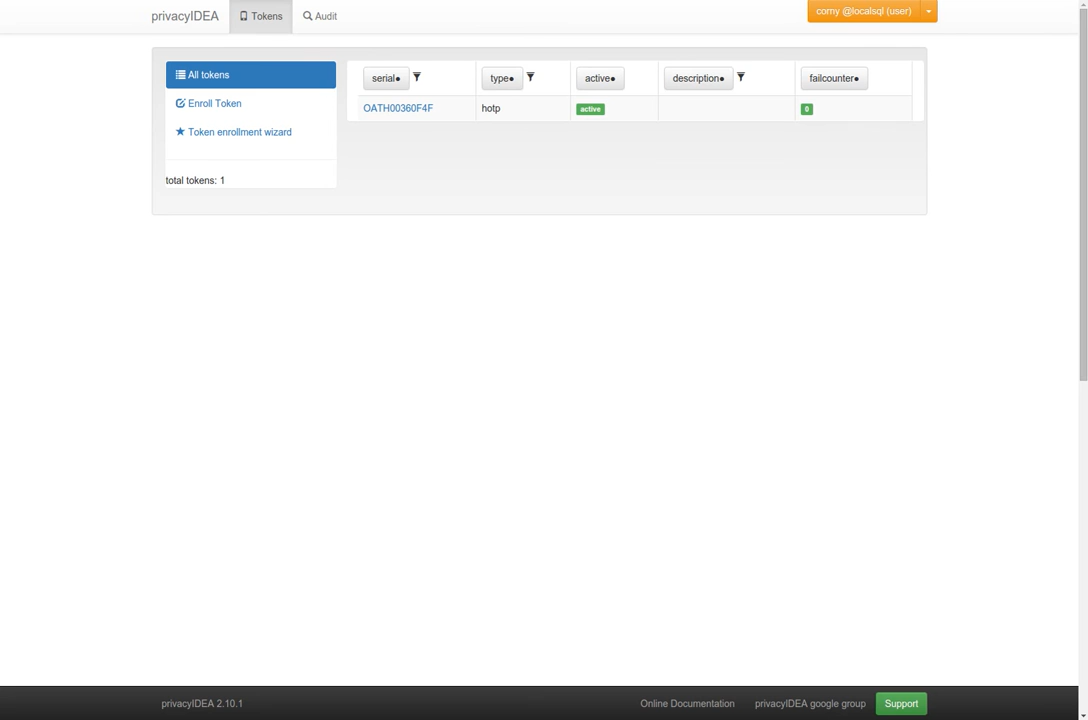 privacyIDEA Tokens Audit corny @localsql (user)
All tokens
Enroll Token
Token enrollment wizard
total tokens: 1
serial● type● active● description● failcounter●
OATH00360F4F hotp active 0
privacyIDEA 2.10.1 Online Documentation privacyIDEA google group Support